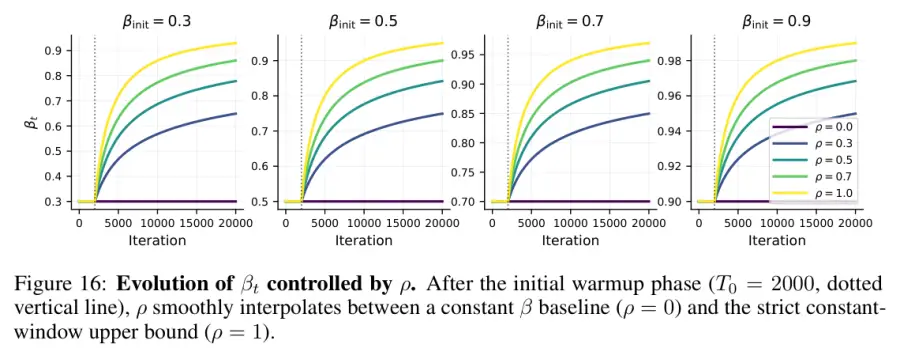 β_init = 0.3
β_init = 0.5
β_init = 0.7
β_init = 0.9
β_t
0.9
0.8
0.7
0.6
0.5
0.4
0.3
0 5000 10000 15000 20000
Iteration
0.9
0.8
0.7
0.6
0.5
0 5000 10000 15000 20000
Iteration
0.95
0.90
0.85
0.80
0.75
0.70
0 5000 10000 15000 20000
Iteration
0.98
0.96
0.94
0.92
0.90
0 5000 10000 15000 20000
Iteration
ρ = 0.0
ρ = 0.3
ρ = 0.5
ρ = 0.7
ρ = 1.0
Figure 16: Evolution of β_t controlled by ρ. After the initial warmup phase (T_0 = 2000, dotted
vertical line), ρ smoothly interpolates between a constant β baseline (ρ = 0) and the strict constant-
window upper bound (ρ = 1).